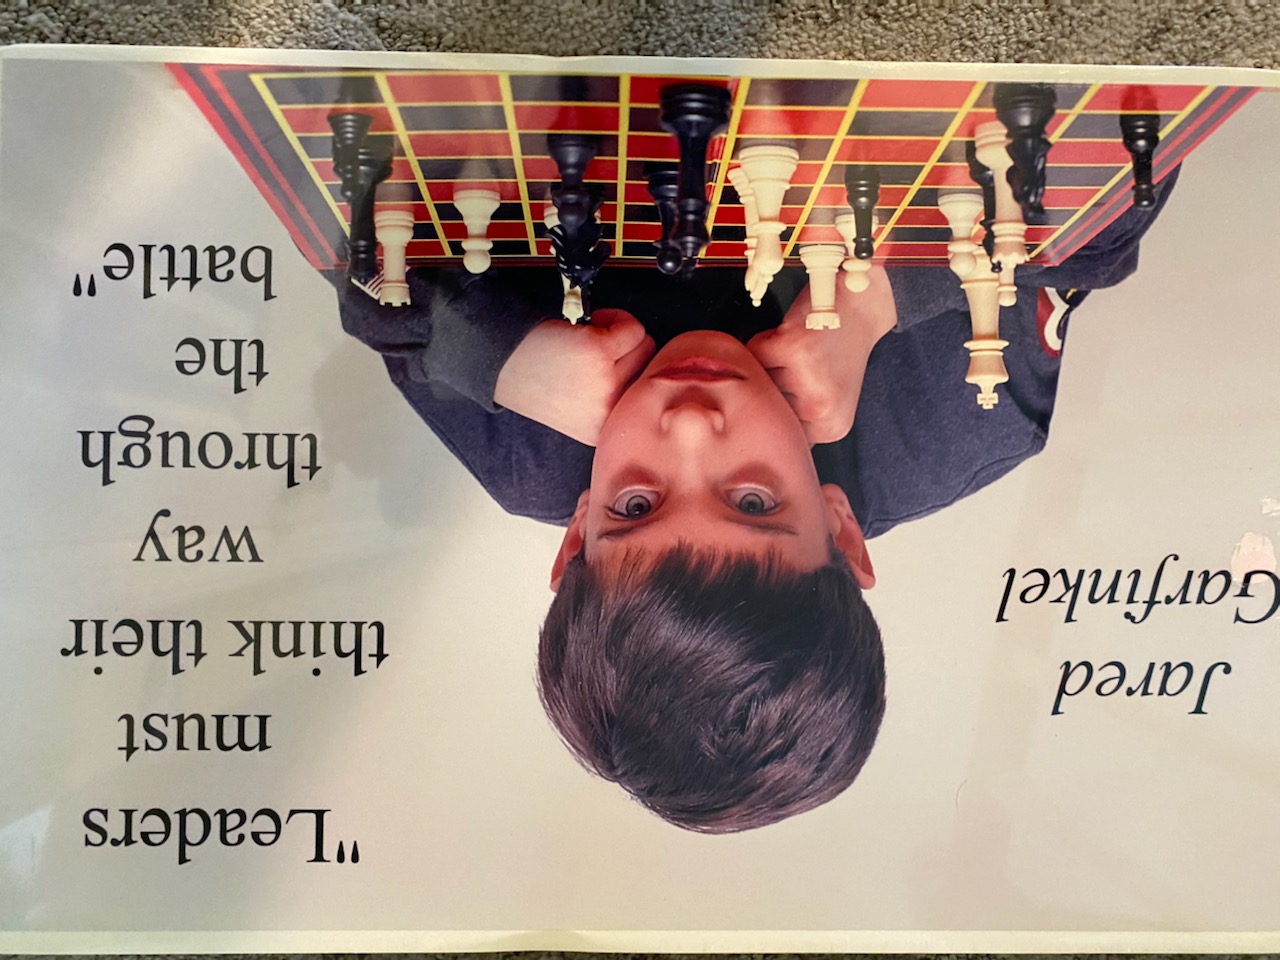 Jared
Garfinkel
"Leaders
must
think their
way
through
the
battle"